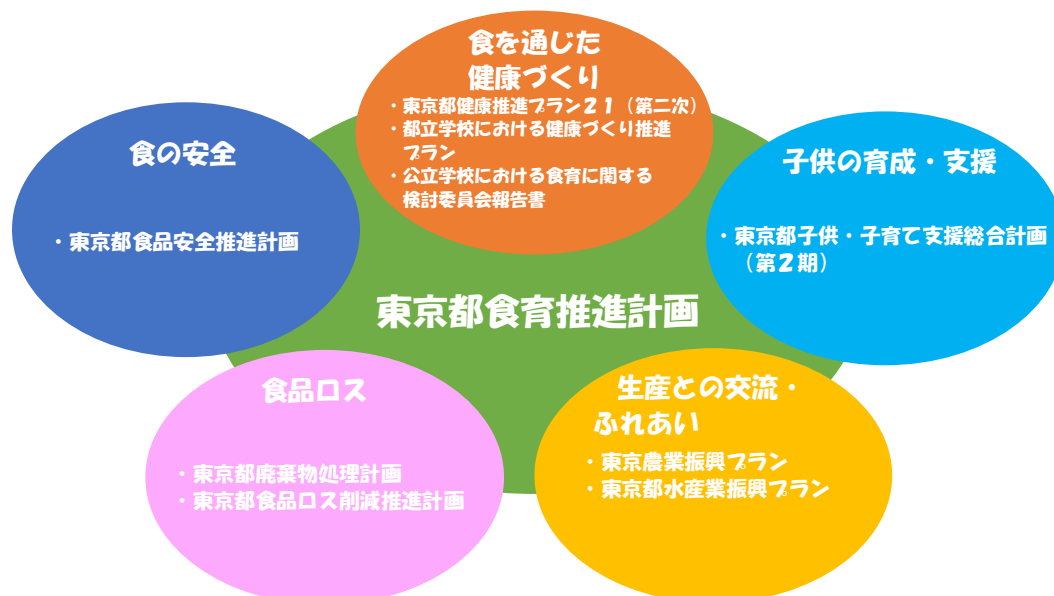 食を通じた
健康づくり
・東京都健康推進プラン２１（第二次）
・都立学校における健康づくり推進
プラン
・公立学校における食育に関する
検討委員会報告書
食の安全
・東京都食品安全推進計画
子供の育成・支援
・東京都子供・子育て支援総合計画
（第２期）
東京都食育推進計画
食品ロス
・東京都廃棄物処理計画
・東京都食品ロス削減推進計画
生産との交流・
ふれあい
・東京農業振興プラン
・東京都水産業振興プラン